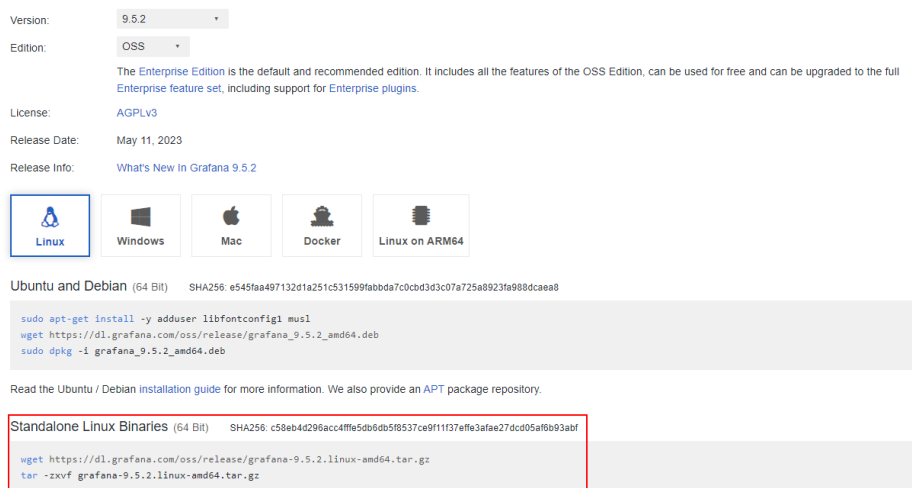 Version: 9.5.2
Edition: OSS
The Enterprise Edition is the default and recommended edition. It includes all the features of the OSS Edition, can be used for free and can be upgraded to the full
Enterprise feature set, including support for Enterprise plugins.
License: AGPLv3
Release Date: May 11, 2023
Release Info: What's New In Grafana 9.5.2
Linux Windows Mac Docker Linux on ARM64
Ubuntu and Debian (64 Bit) SHA256: e545faa497132d1a251c531599fabbda7c0cbd3d3c07a725a8923fa988dcaea8
sudo apt-get install -y adduser libfontconfig1 musl
wget https://dl.grafana.com/oss/release/grafana_9.5.2_amd64.deb
sudo dpkg -i grafana_9.5.2_amd64.deb
Read the Ubuntu / Debian installation guide for more information. We also provide an APT package repository.
Standalone Linux Binaries (64 Bit) SHA256: c58eb4d296acc4fffe5db6db5f8537ce9f11f37effe3afae27dcd05af6b93abf
wget https://dl.grafana.com/oss/release/grafana-9.5.2.linux-amd64.tar.gz
tar -zxvf grafana-9.5.2.linux-amd64.tar.gz